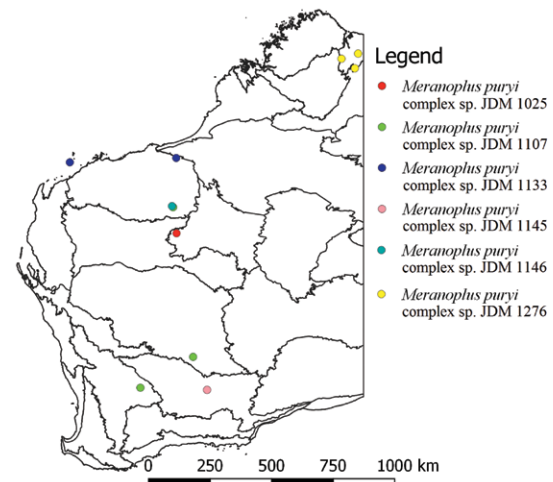 Legend
Meranoplus puryi
complex sp. JDM 1025
Meranoplus puryi
complex sp. JDM 1107
Meranoplus puryi
complex sp. JDM 1133
Meranoplus puryi
complex sp. JDM 1145
Meranoplus puryi
complex sp. JDM 1146
Meranoplus puryi
complex sp. JDM 1276
0 250 500 750 1000 km